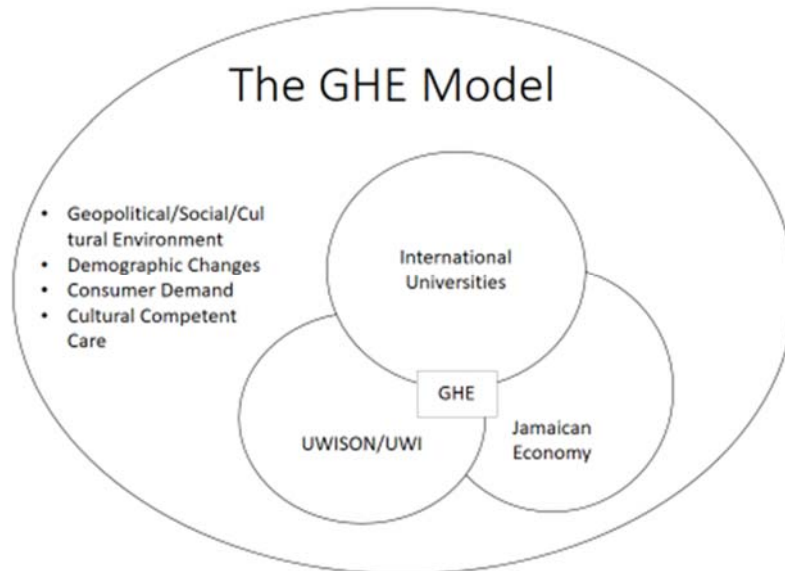 The GHE Model
• Geopolitical/Social/Cul
tural Environment
• Demographic Changes
• Consumer Demand
• Cultural Competent
Care
International
Universities
GHE
UWISON/UWI
Jamaican
Economy